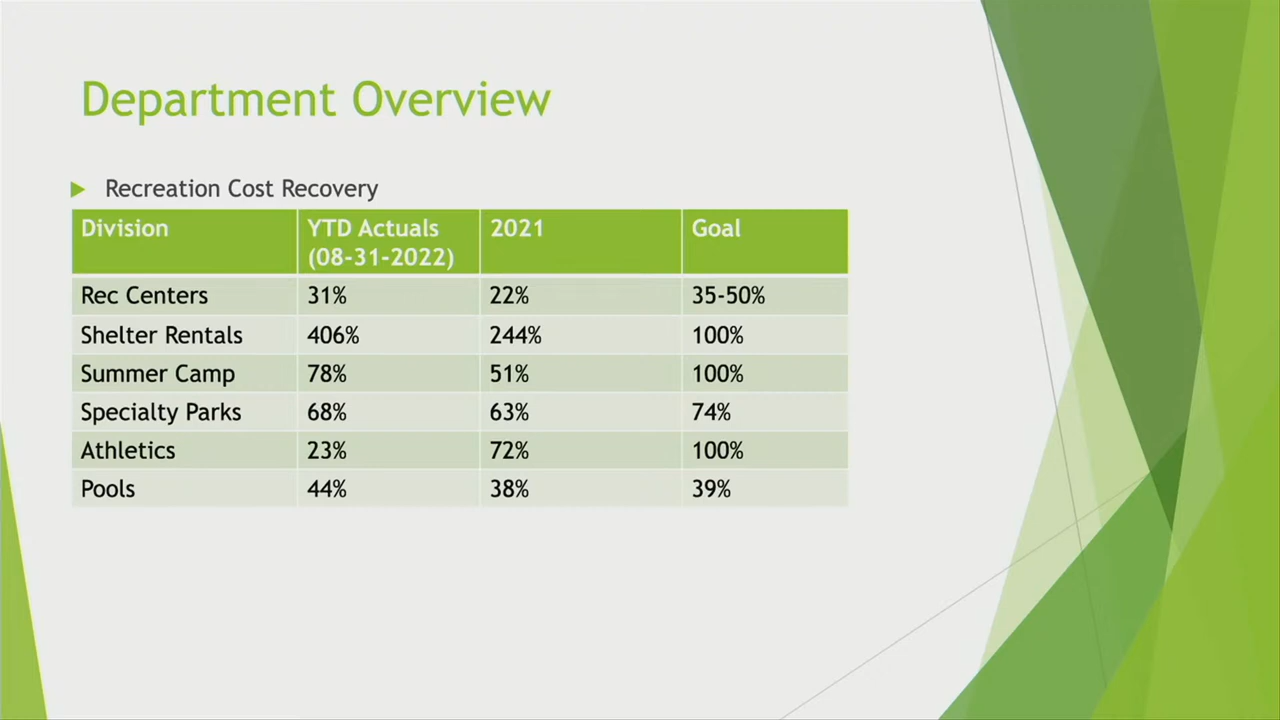 Department Overview
Recreation Cost Recovery
Division YTD Actuals 2021 Goal
(08-31-2022)
Rec Centers 31% 22% 35-50%
Shelter Rentals 406% 244% 100%
Summer Camp 78% 51% 100%
Specialty Parks 68% 63% 74%
Athletics 23% 72% 100%
Pools 44% 38% 39%